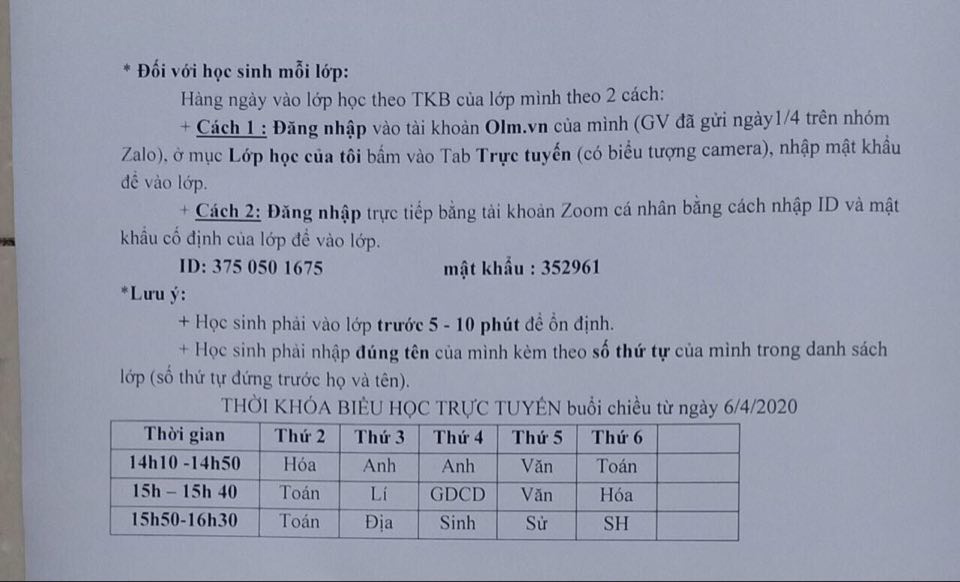 * Đối với học sinh mỗi lớp:
Hàng ngày vào lớp học theo TKB của lớp mình theo 2 cách:
+ Cách 1 : Đăng nhập vào tài khoản Olm.vn của mình (GV đã gửi ngày1/4 trên nhóm
Zalo), ở mục Lớp học của tôi bấm vào Tab Trực tuyến (có biểu tượng camera), nhập mật khẩu
để vào lớp.
+ Cách 2: Đăng nhập trực tiếp bằng tài khoản Zoom cá nhân bằng cách nhập ID và mật
khẩu cố định của lớp để vào lớp.
ID: 375 050 1675 mật khẩu : 352961
*Lưu ý:
+ Học sinh phải vào lớp trước 5 - 10 phút để ổn định.
+ Học sinh phải nhập đúng tên của mình kèm theo số thứ tự của mình trong danh sách
lớp (số thứ tự đứng trước họ và tên).
THỜI KHÓA BIỂU HỌC TRỰC TUYẾN buổi chiều từ ngày 6/4/2020
Thời gian Thứ 2 Thứ 3 Thứ 4 Thứ 5 Thứ 6
14h10 -14h50 Hóa Anh Anh Văn Toán
15h – 15h 40 Toán Lí GDCD Văn Hóa
15h50-16h30 Toán Địa Sinh Sử SH